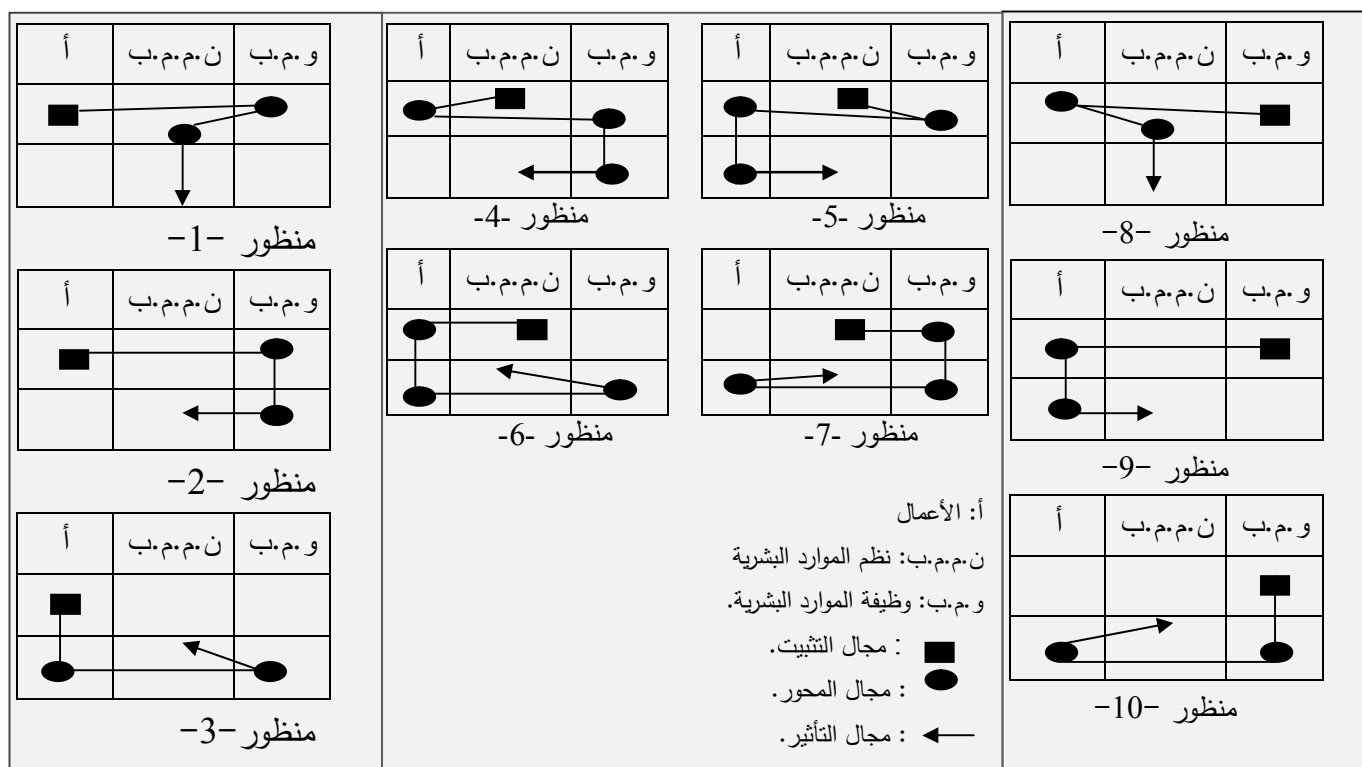 و.م.ب ن.م.م.ب أ
منظور -8-
و.م.ب ن.م.م.ب أ
منظور -9-
و.م.ب ن.م.م.ب أ
منظور -10-
و.م.ب ن.م.م.ب أ
منظور -5-
و.م.ب ن.م.م.ب أ
منظور -4-
و.م.ب ن.م.م.ب أ
منظور -7-
و.م.ب ن.م.م.ب أ
منظور -6-
أ: الأعمال
ن.م.م.ب: نظم الموارد البشرية
و.م.ب: وظيفة الموارد البشرية.
: مجال التثبيت.
: مجال المحور.
: مجال التأثير.
و.م.ب ن.م.م.ب أ
منظور -1-
و.م.ب ن.م.م.ب أ
منظور -2-
و.م.ب ن.م.م.ب أ
منظور -3-